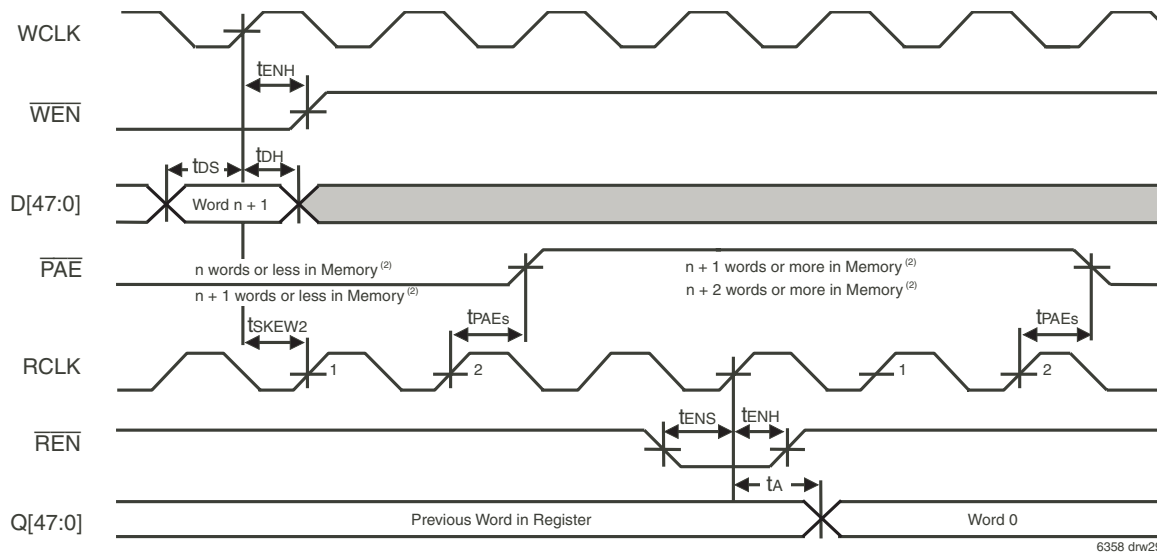 WCLK
tENH
WEN
tDS
tDH
D[47:0]
Word n + 1
PAE
n words or less in Memory (2)
n + 1 words or more in Memory (2)
n + 1 words or less in Memory (2)
n + 2 words or more in Memory (2)
tSKEW2
tPAEs
tPAEs
RCLK
1
2
1
2
tENS
tENH
REN
tA
Q[47:0]
Previous Word in Register
Word 0